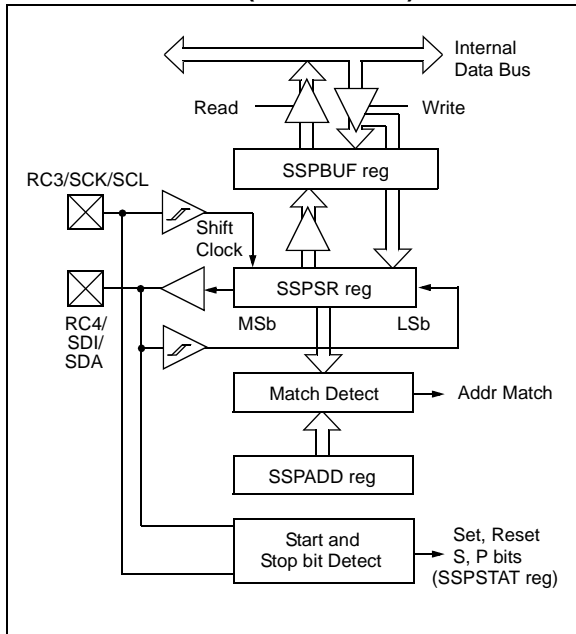 Internal
Data Bus
Read
Write
SSPBUF reg
RC3/SCK/SCL
Shift
Clock
SSPSR reg
MSb
LSb
RC4/
SDI/
SDA
Match Detect
Addr Match
SSPADD reg
Start and
Stop bit Detect
Set, Reset
S, P bits
(SSPSTAT reg)